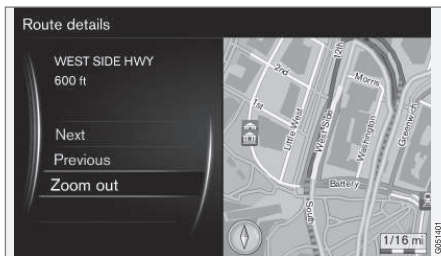 Route details
WEST SIDE HWY
600 ft
Next
Previous
Zoom out
12th
2nd
Morris
1st
Little West
West Side
Washington
Greenwich
Battery
South
1/16 mi
G051401